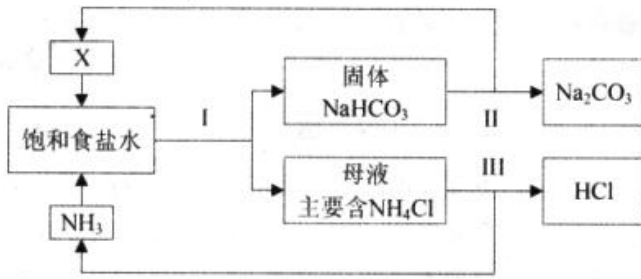 X
饱和食盐水
NH₃
I
固体
NaHCO₃
母液
主要含NH₄Cl
II
III
Na₂CO₃
HCl